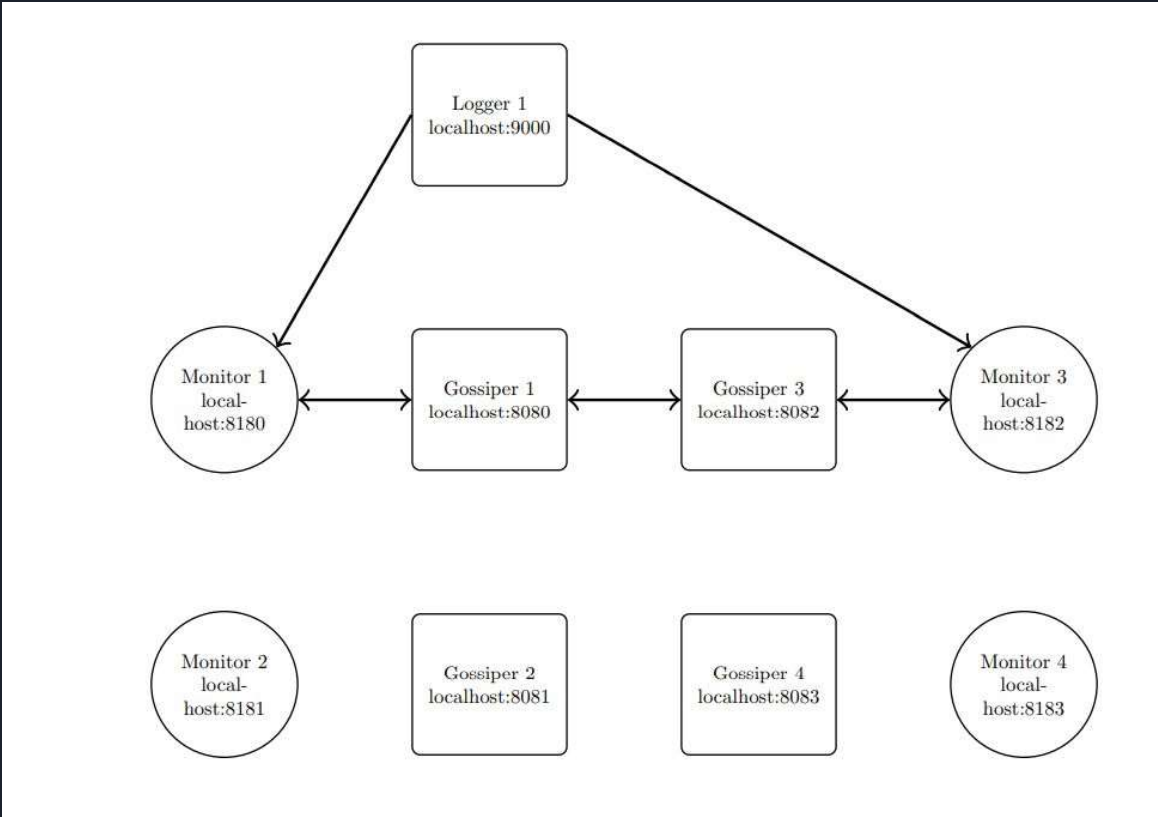 Logger 1
localhost:9000
Monitor 1
local-
host:8180
Gossiper 1
localhost:8080
Gossiper 3
localhost:8082
Monitor 3
local-
host:8182
Monitor 2
local-
host:8181
Gossiper 2
localhost:8081
Gossiper 4
localhost:8083
Monitor 4
local-
host:8183